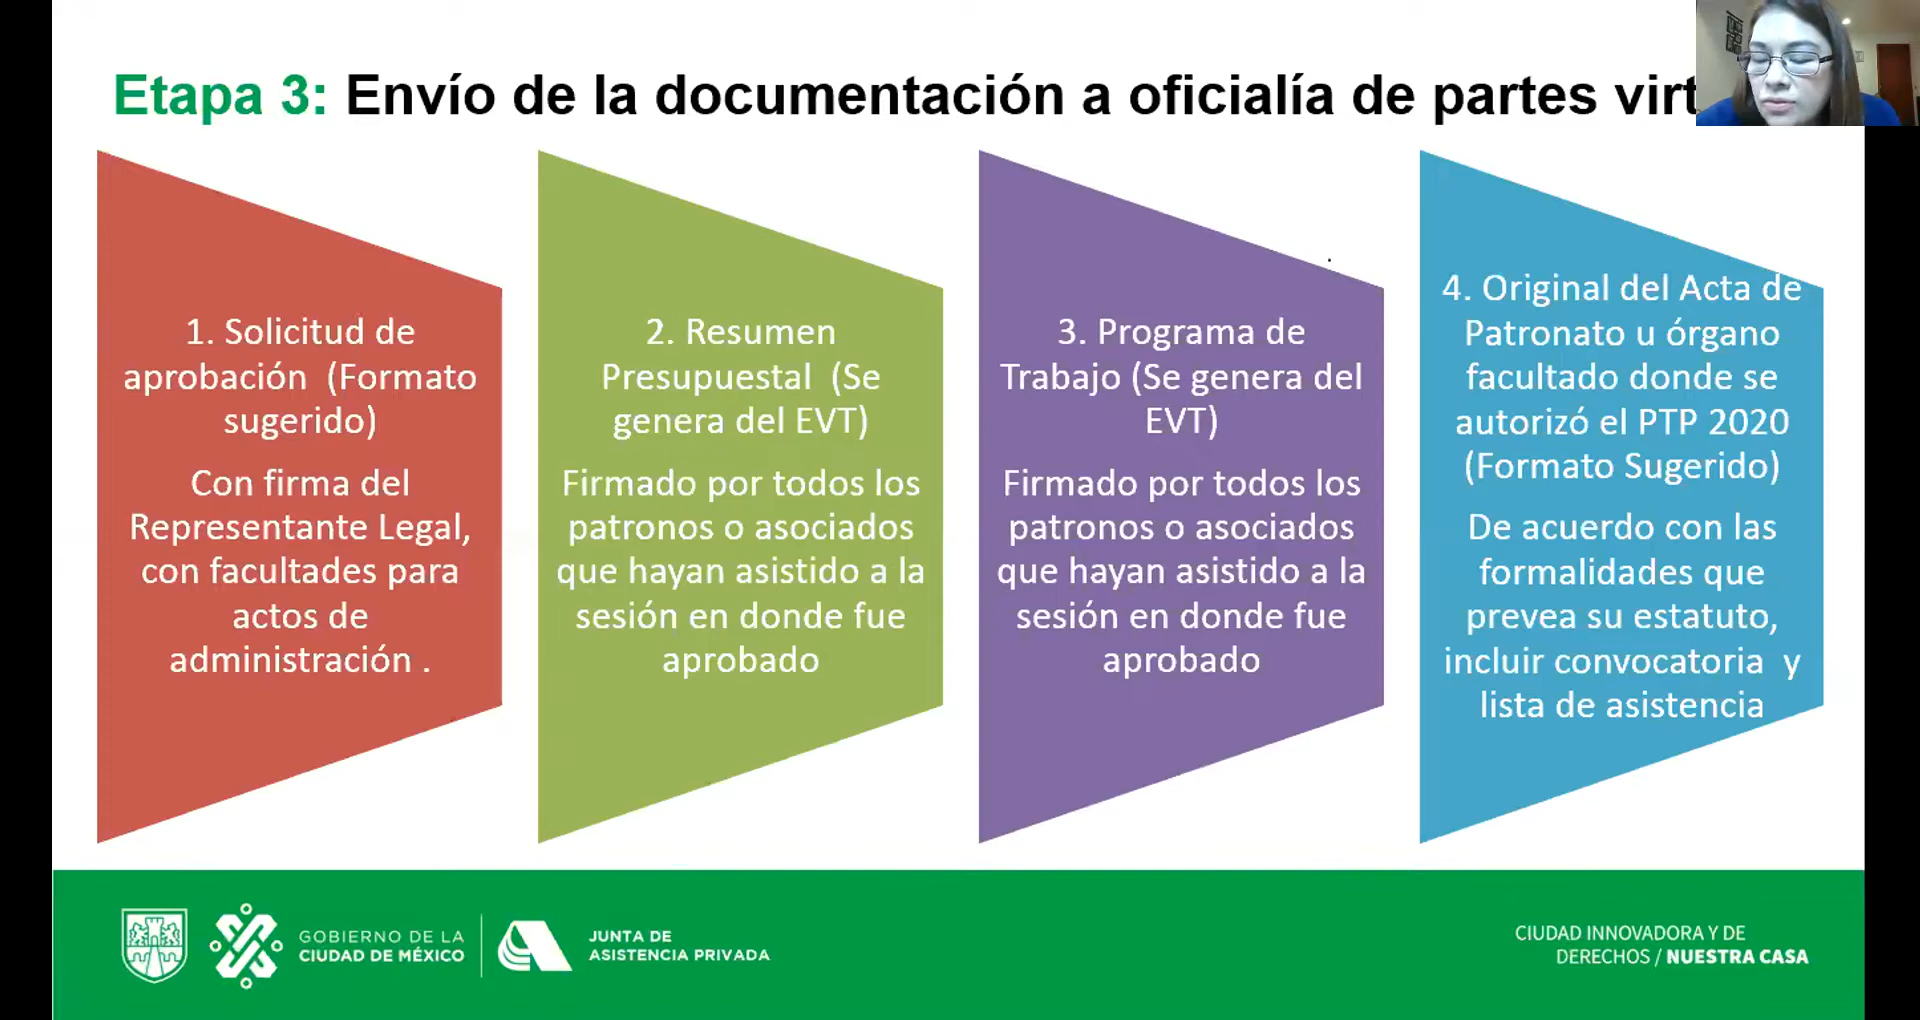 Etapa 3: Envío de la documentación a oficialía de partes virt
1. Solicitud de
aprobación (Formato
sugerido)
Con firma del
Representante Legal,
con facultades para
actos de
administración .
2. Resumen
Presupuestal (Se
genera del EVT)
Firmado por todos los
patronos o asociados
que hayan asistido a la
sesión en donde fue
aprobado
3. Programa de
Trabajo (Se genera del
EVT)
Firmado por todos los
patronos o asociados
que hayan asistido a la
sesión en donde fue
aprobado
4. Original del Acta de
Patronato u órgano
facultado donde se
autorizó el PTP 2020
(Formato Sugerido)
De acuerdo con las
formalidades que
prevea su estatuto,
incluir convocatoria y
lista de asistencia
GOBIERNO DE LA
CIUDAD DE MÉXICO
JUNTA DE
ASISTENCIA PRIVADA
CIUDAD INNOVADORA Y DE
DERECHOS / NUESTRA CASA